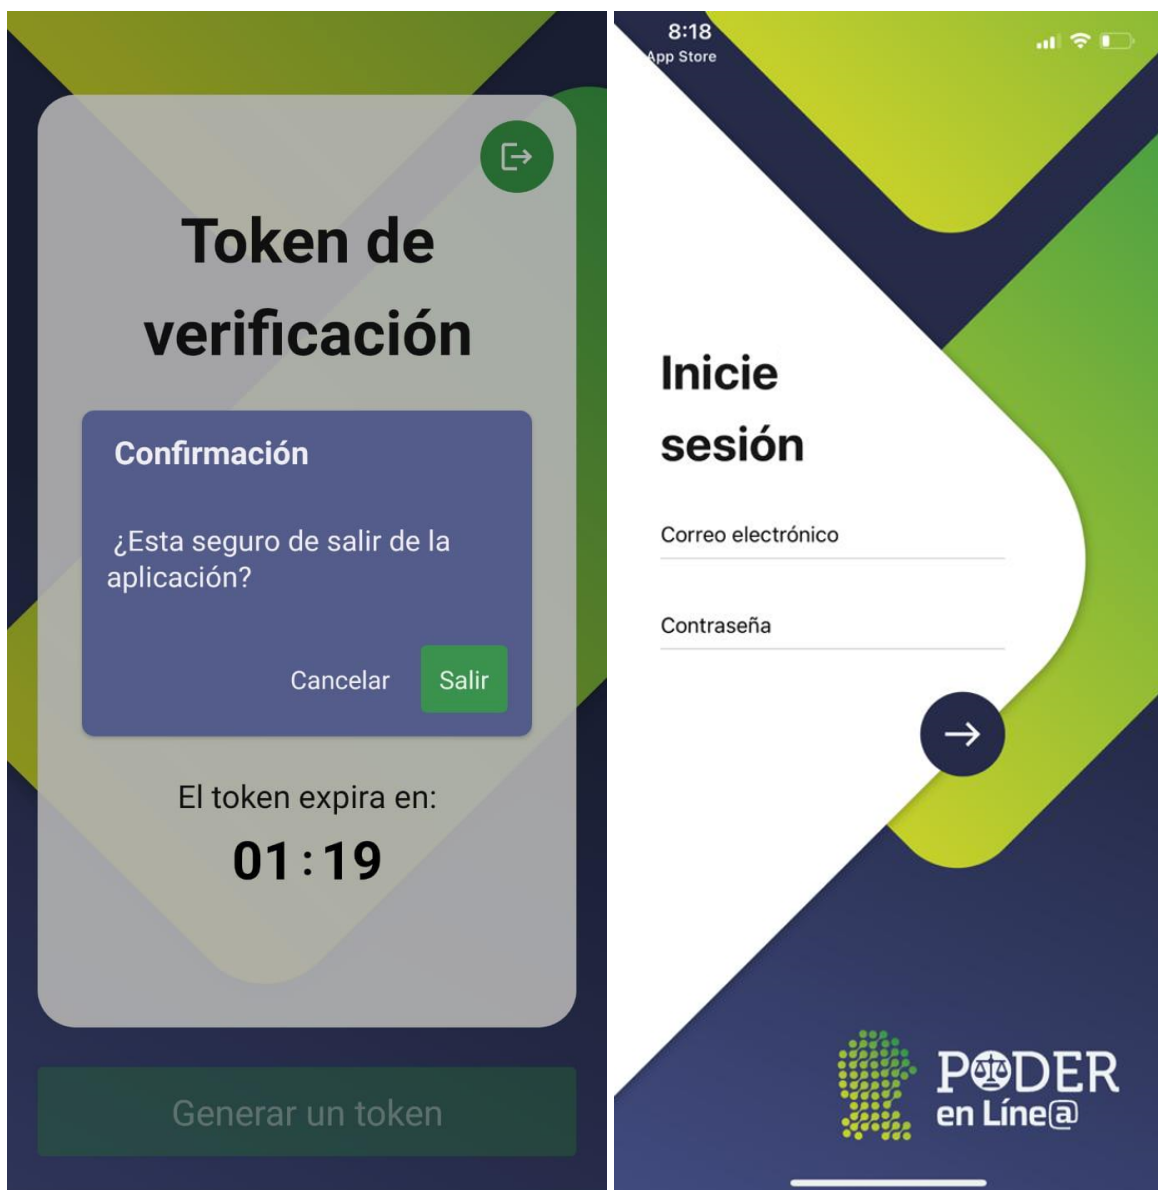 Token de
verificación
Confirmación
¿Esta seguro de salir de la
aplicación?
Cancelar
Salir
El token expira en:
01:19
Generar un token
8:18
App Store
Inicie
sesión
Correo electrónico
Contraseña
PODER
en Líne@